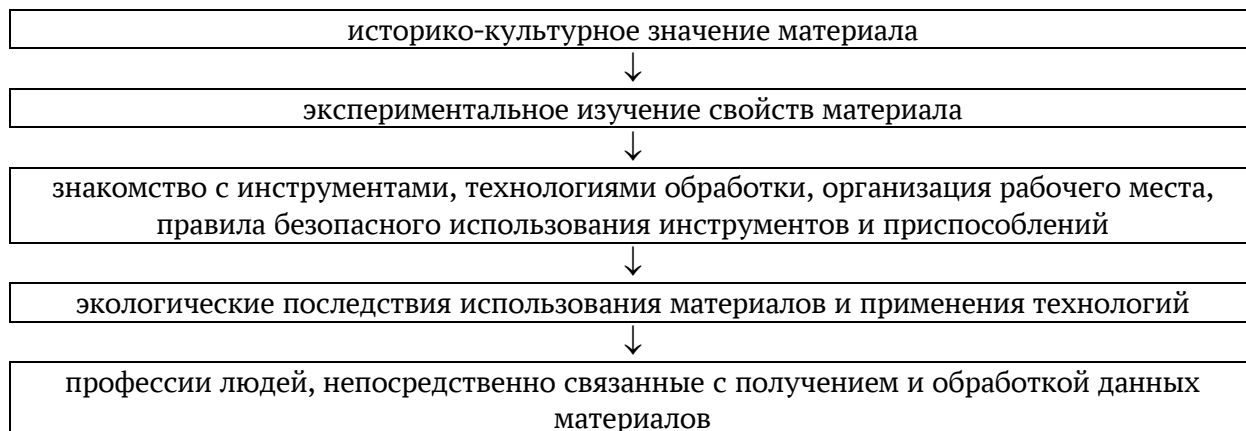 историко-культурное значение материала
↓
экспериментальное изучение свойств материала
↓
знакомство с инструментами, технологиями обработки, организация рабочего места,
правила безопасного использования инструментов и приспособлений
↓
экологические последствия использования материалов и применения технологий
↓
профессии людей, непосредственно связанные с получением и обработкой данных
материалов